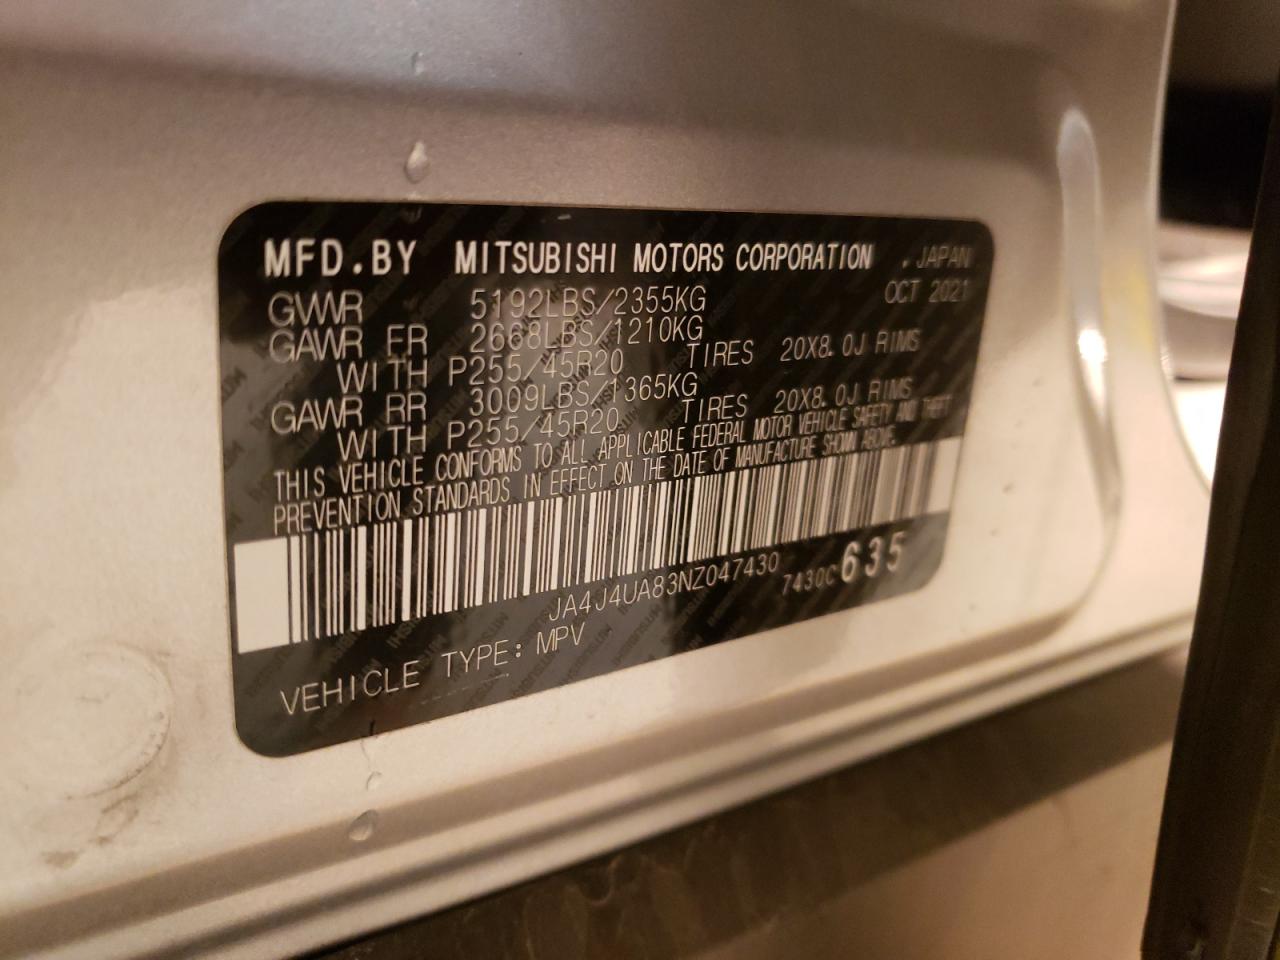 MFD.BY MITSUBISHI MOTORS CORPORATION , JAPAN
OCT 2021
GVWR 5192LBS/2355KG
GAWR FR 2668LBS/1210KG
WITH P255/45R20 TIRES 20X8.0J RIMS
GAWR RR 3009LBS/1365KG
WITH P255/45R20 TIRES 20X8.0J RIMS
THIS VEHICLE CONFORMS TO ALL APPLICABLE FEDERAL MOTOR VEHICLE SAFETY AND THEFT
PREVENTION STANDARDS IN EFFECT ON THE DATE OF MANUFACTURE SHOWN ABOVE.
JA4J4UA83NZ047430
7430C 635
VEHICLE TYPE: MPV